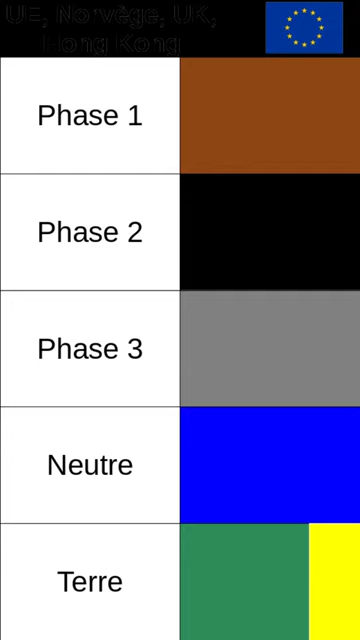 UE, Norvège, UK,
Hong Kong
Phase 1
Phase 2
Phase 3
Neutre
Terre